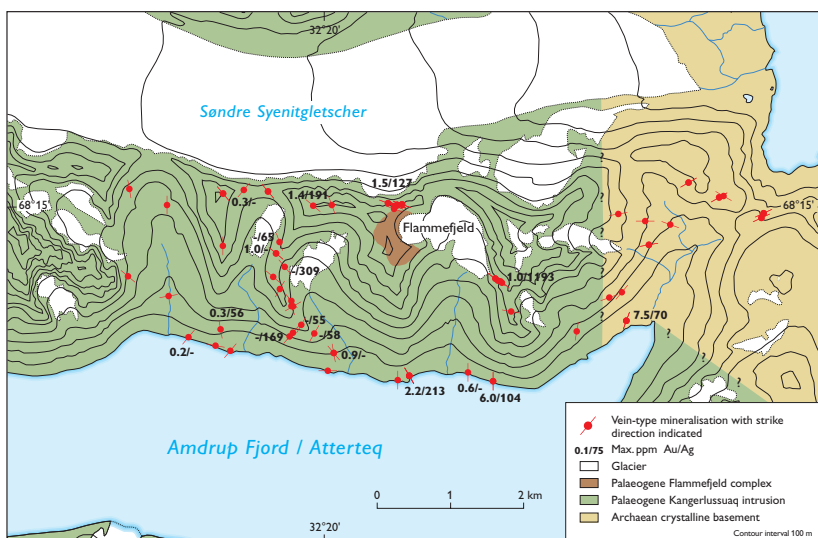 32°20'
Søndre Syenitgletscher
1.5/127
1.4/191
0.3/-
68°15'
68°15'
Flammefjeld
-/65
1.0/-
-/309
1.0/1193
0.3/56
-/55
7.5/70
-/169
-/58
0.2/-
0.9/-
2.2/213
0.6/-
6.0/104
?
?
?
?
?
?
?
?
Amdrup Fjord / Atterteq
0 1 2 km
32°20'
Vein-type mineralisation with strike
direction indicated
0.1/75 Max. ppm Au/Ag
Glacier
Palaeogene Flammefjeld complex
Palaeogene Kangerlussuaq intrusion
Archaean crystalline basement
Contour interval 100 m